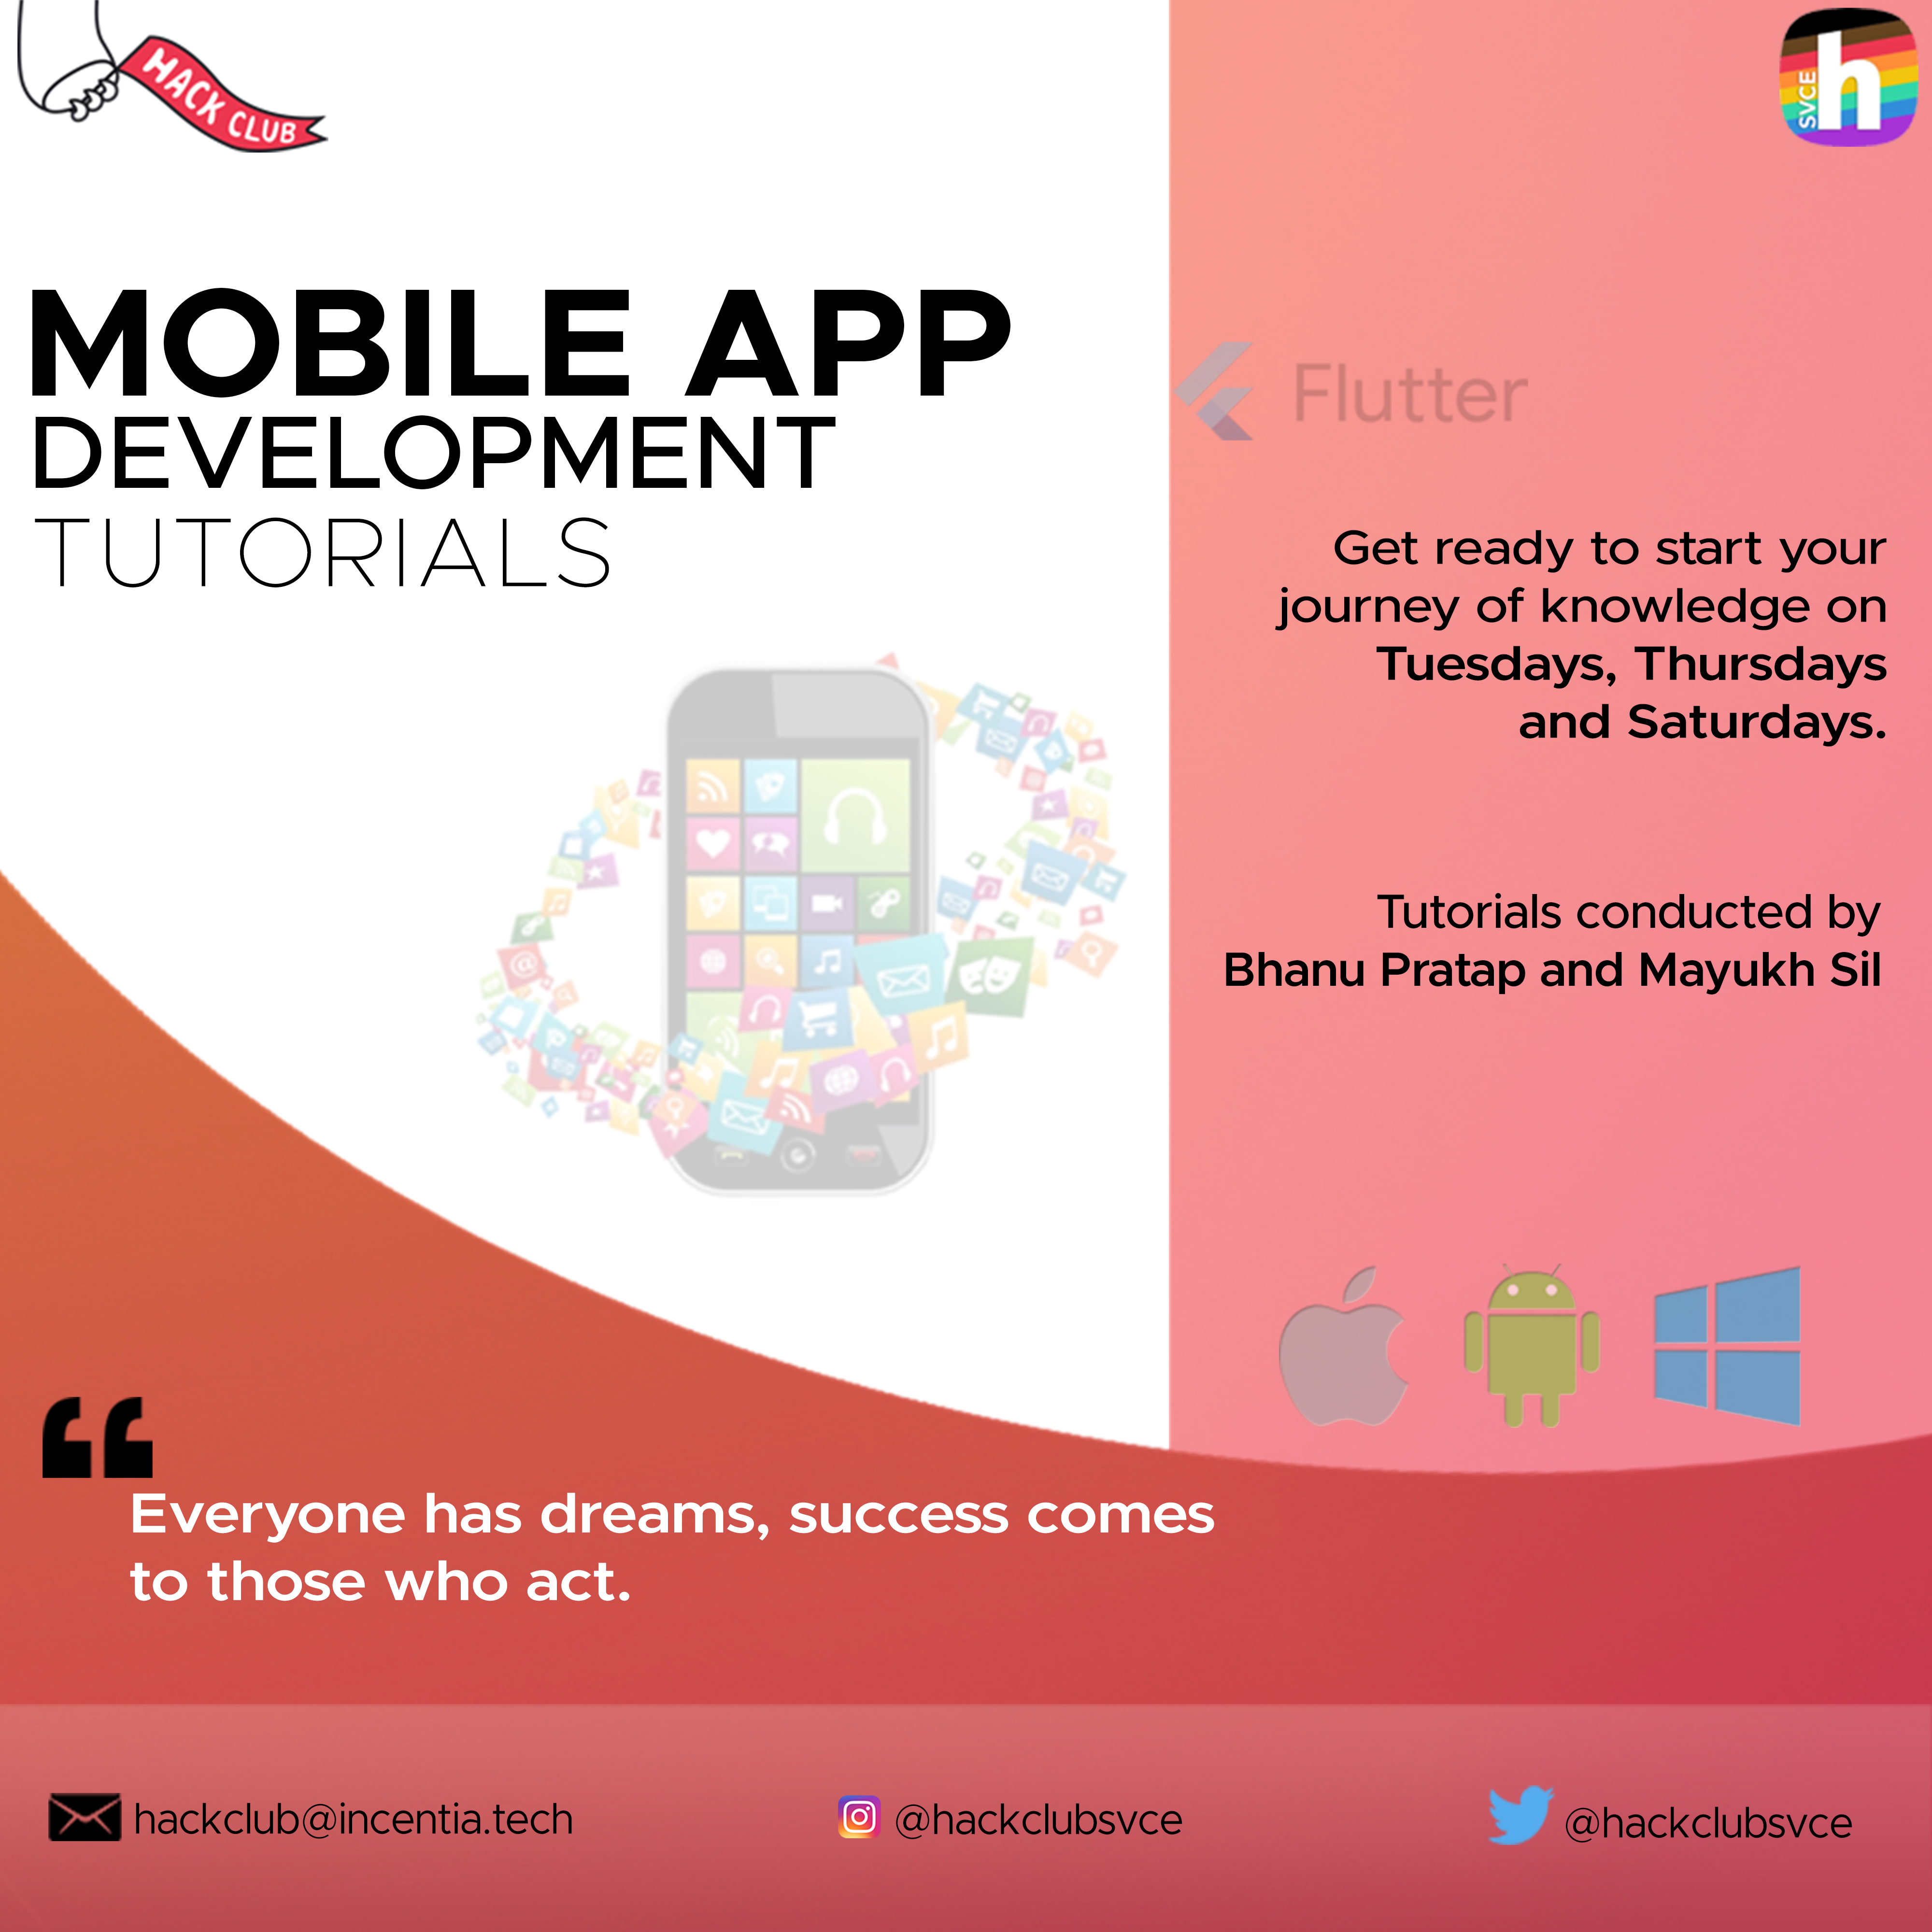 HACK CLUB
SVCE
h
MOBILE APP
DEVELOPMENT
TUTORIALS
Flutter
Get ready to start your
journey of knowledge on
Tuesdays, Thursdays
and Saturdays.
Tutorials conducted by
Bhanu Pratap and Mayukh Sil
“
Everyone has dreams, success comes
to those who act.
hackclub@incentia.tech
@hackclubsvce
@hackclubsvce